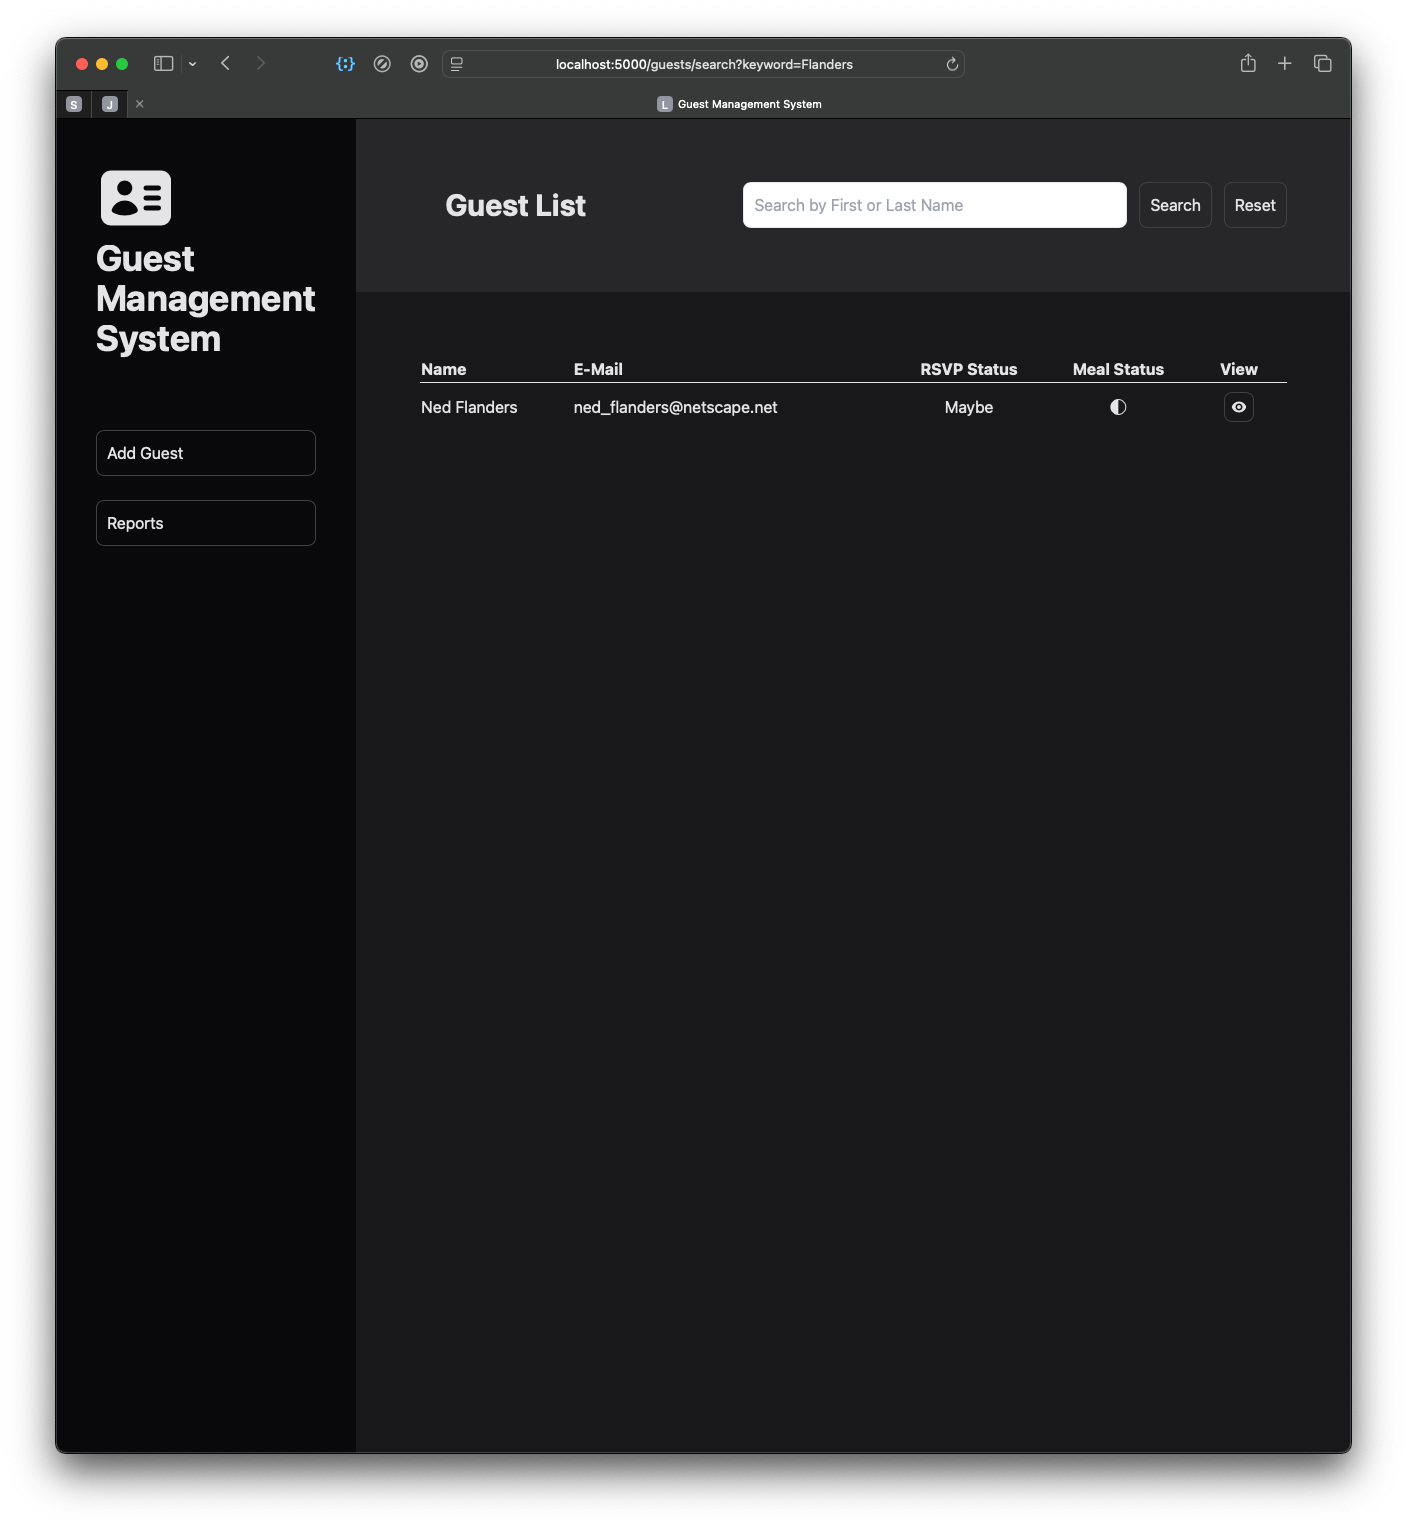 localhost:5000/guests/search?keyword=Flanders
S
J
L Guest Management System
Guest
Management
System
Add Guest
Reports
Guest List
Search by First or Last Name
Search
Reset
Name E-Mail RSVP Status Meal Status View
Ned Flanders ned_flanders@netscape.net Maybe